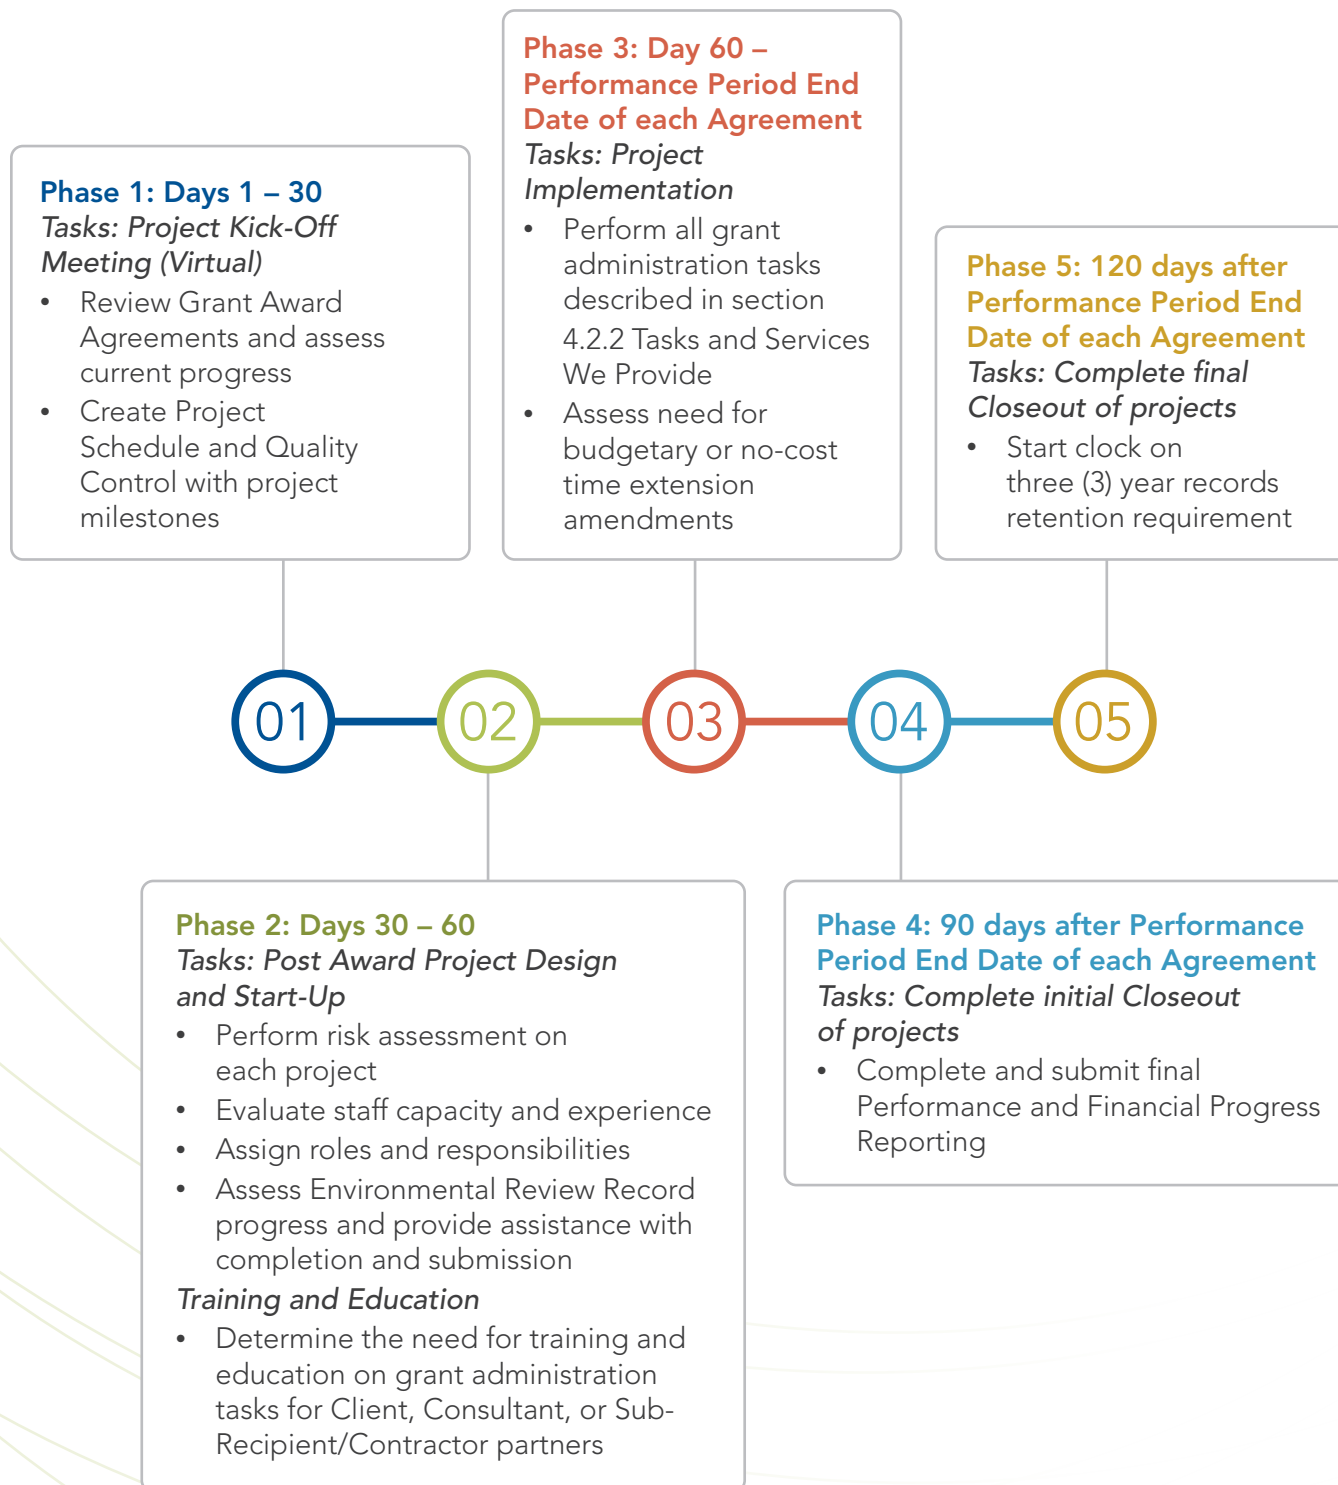 Phase 1: Days 1 – 30
Tasks: Project Kick-Off
Meeting (Virtual)
• Review Grant Award
Agreements and assess
current progress
• Create Project
Schedule and Quality
Control with project
milestones
Phase 3: Day 60 –
Performance Period End
Date of each Agreement
Tasks: Project
Implementation
• Perform all grant
administration tasks
described in section
4.2.2 Tasks and Services
We Provide
• Assess need for
budgetary or no-cost
time extension
amendments
Phase 5: 120 days after
Performance Period End
Date of each Agreement
Tasks: Complete final
Closeout of projects
• Start clock on
three (3) year records
retention requirement
01
02
03
04
05
Phase 2: Days 30 – 60
Tasks: Post Award Project Design
and Start-Up
• Perform risk assessment on
each project
• Evaluate staff capacity and experience
• Assign roles and responsibilities
• Assess Environmental Review Record
progress and provide assistance with
completion and submission
Training and Education
• Determine the need for training and
education on grant administration
tasks for Client, Consultant, or Sub-
Recipient/Contractor partners
Phase 4: 90 days after Performance
Period End Date of each Agreement
Tasks: Complete initial Closeout
of projects
• Complete and submit final
Performance and Financial Progress
Reporting